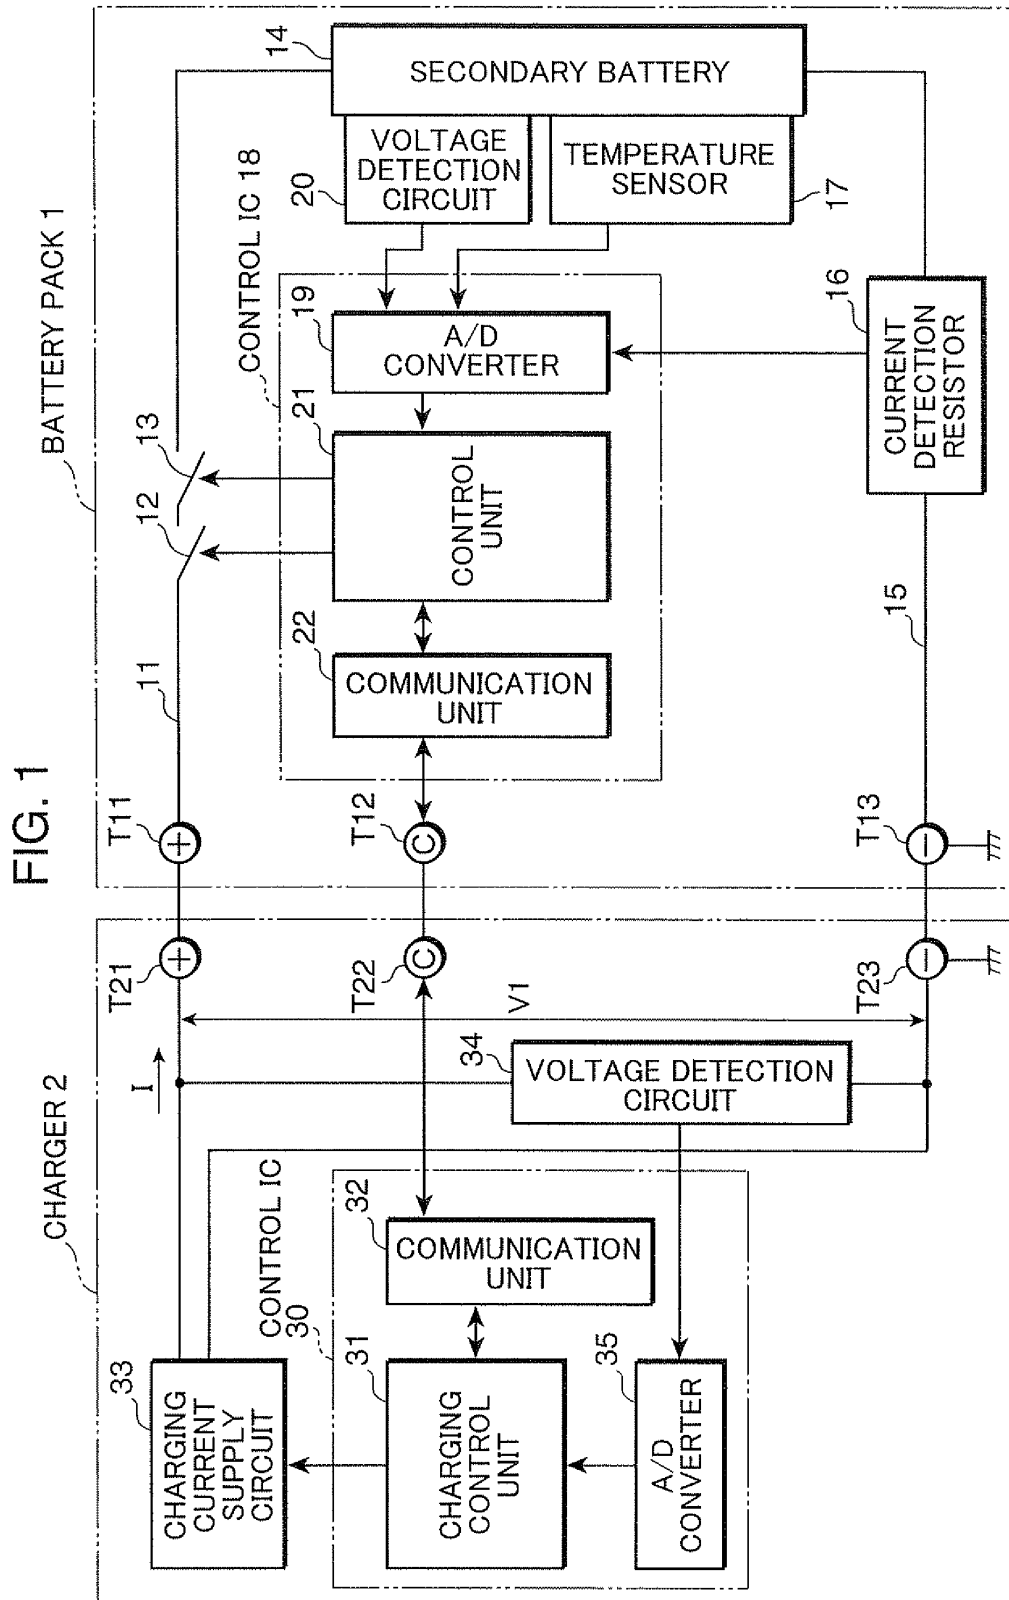 FIG. 1
BATTERY PACK 1
14
SECONDARY BATTERY
VOLTAGE
DETECTION
CIRCUIT
20
TEMPERATURE
SENSOR
17
CONTROL IC 18
19
A/D
CONVERTER
16
CURRENT
DETECTION
RESISTOR
13
12
21
CONTROL
UNIT
22
COMMUNICATION
UNIT
11
15
T11
+
T12
C
T13
−
CHARGER 2
T21
+
T22
C
T23
−
V1
I
34
VOLTAGE DETECTION
CIRCUIT
CONTROL IC
30
32
COMMUNICATION
UNIT
33
CHARGING
CURRENT
SUPPLY
CIRCUIT
31
CHARGING
CONTROL
UNIT
35
A/D
CONVERTER